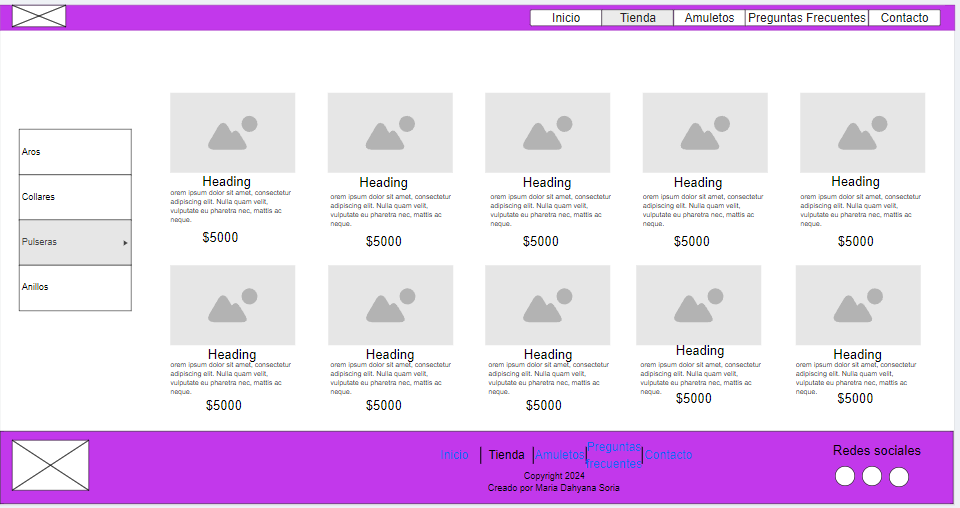 Inicio
Tienda
Amuletos
Preguntas Frecuentes
Contacto
Aros
Collares
Pulseras
Anillos
Heading
orem ipsum dolor sit amet, consectetur
adipiscing elit. Nulla quam velit,
vulputate eu pharetra nec, mattis ac
neque.
$5000
Heading
orem ipsum dolor sit amet, consectetur
adipiscing elit. Nulla quam velit,
vulputate eu pharetra nec, mattis ac
neque.
$5000
Heading
orem ipsum dolor sit amet, consectetur
adipiscing elit. Nulla quam velit,
vulputate eu pharetra nec, mattis ac
neque.
$5000
Heading
orem ipsum dolor sit amet, consectetur
adipiscing elit. Nulla quam velit,
vulputate eu pharetra nec, mattis ac
neque.
$5000
Heading
orem ipsum dolor sit amet, consectetur
adipiscing elit. Nulla quam velit,
vulputate eu pharetra nec, mattis ac
neque.
$5000
Heading
orem ipsum dolor sit amet, consectetur
adipiscing elit. Nulla quam velit,
vulputate eu pharetra nec, mattis ac
neque.
$5000
Heading
orem ipsum dolor sit amet, consectetur
adipiscing elit. Nulla quam velit,
vulputate eu pharetra nec, mattis ac
neque.
$5000
Heading
orem ipsum dolor sit amet, consectetur
adipiscing elit. Nulla quam velit,
vulputate eu pharetra nec, mattis ac
neque.
$5000
Heading
orem ipsum dolor sit amet, consectetur
adipiscing elit. Nulla quam velit,
vulputate eu pharetra nec, mattis ac
neque.
$5000
Heading
orem ipsum dolor sit amet, consectetur
adipiscing elit. Nulla quam velit,
vulputate eu pharetra nec, mattis ac
neque.
$5000
Inicio
Tienda
Amuletos
Preguntas
frecuentes
Contacto
Copyright 2024
Creado por Maria Dahyana Soria
Redes sociales